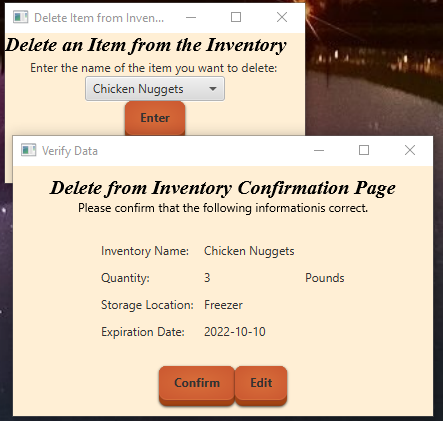 Delete Item from Inven...
Delete an Item from the Inventory
Enter the name of the item you want to delete:
Chicken Nuggets
Enter
Verify Data
Delete from Inventory Confirmation Page
Please confirm that the following informationis correct.
Inventory Name: Chicken Nuggets
Quantity: 3 Pounds
Storage Location: Freezer
Expiration Date: 2022-10-10
Confirm Edit